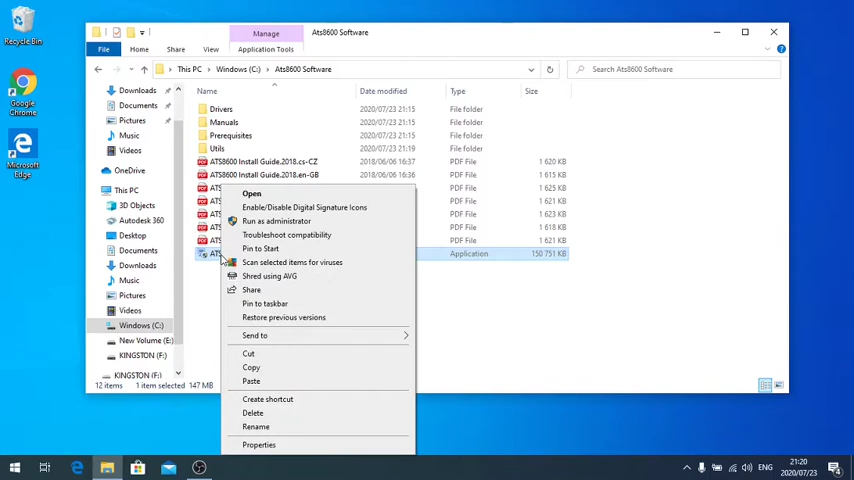 Recycle Bin
Google
Chrome
Microsoft
Edge
Manage
Ats8600 Software
File
Home
Share
View
Application Tools
This PC
Windows (C:)
Ats8600 Software
Search Ats8600 Software
Downloads
Documents
Pictures
Music
Videos
OneDrive
This PC
3D Objects
Autodesk 360
Desktop
Documents
Downloads
Music
Pictures
Videos
Windows (C:)
New Volume (E:)
KINGSTON (F:)
KINGSTON (F:)
Name
Date modified
Type
Size
Drivers
2020/07/23 21:15
File folder
Manuals
2020/07/23 21:15
File folder
Prerequisites
2020/07/23 21:15
File folder
Utils
2020/07/23 21:19
File folder
ATS8600 Install Guide.2018.cs-CZ
2018/06/06 16:37
PDF File
1 620 KB
ATS8600 Install Guide.2018.en-GB
2018/06/06 16:36
PDF File
1 615 KB
PDF File
1 625 KB
PDF File
1 622 KB
PDF File
1 623 KB
PDF File
1 618 KB
PDF File
1 621 KB
ATS
Application
150 751 KB
Open
Enable/Disable Digital Signature Icons
Run as administrator
Troubleshoot compatibility
Pin to Start
Scan selected items for viruses
Shred using AVG
Share
Pin to taskbar
Restore previous versions
Send to
Cut
Copy
Paste
Create shortcut
Delete
Rename
Properties
12 items
1 item selected
147 MB
ENG
21:20
2020/07/23
4